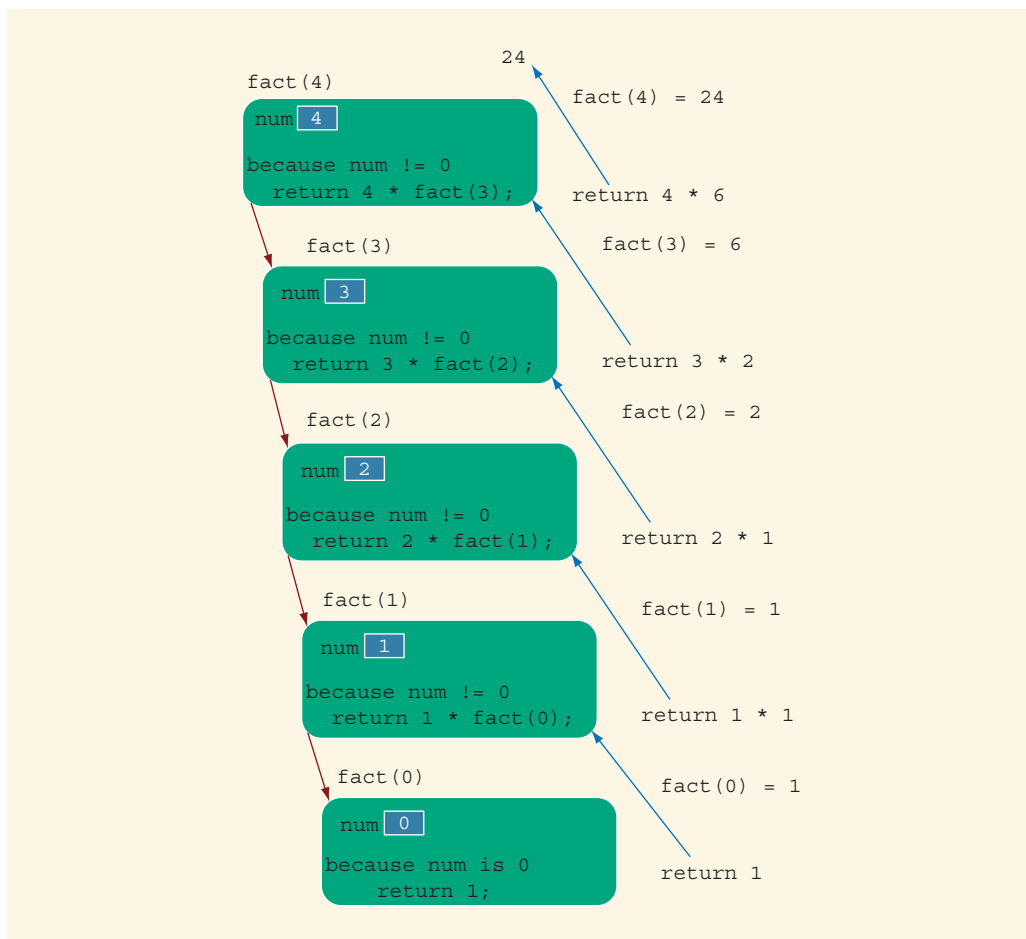 24
fact(4)
fact(4) = 24
num 4
because num != 0
return 4 * fact(3);
return 4 * 6
fact(3)
fact(3) = 6
num 3
because num != 0
return 3 * fact(2);
return 3 * 2
fact(2)
fact(2) = 2
num 2
because num != 0
return 2 * fact(1);
return 2 * 1
fact(1)
fact(1) = 1
num 1
because num != 0
return 1 * fact(0);
return 1 * 1
fact(0)
fact(0) = 1
num 0
because num is 0
return 1;
return 1